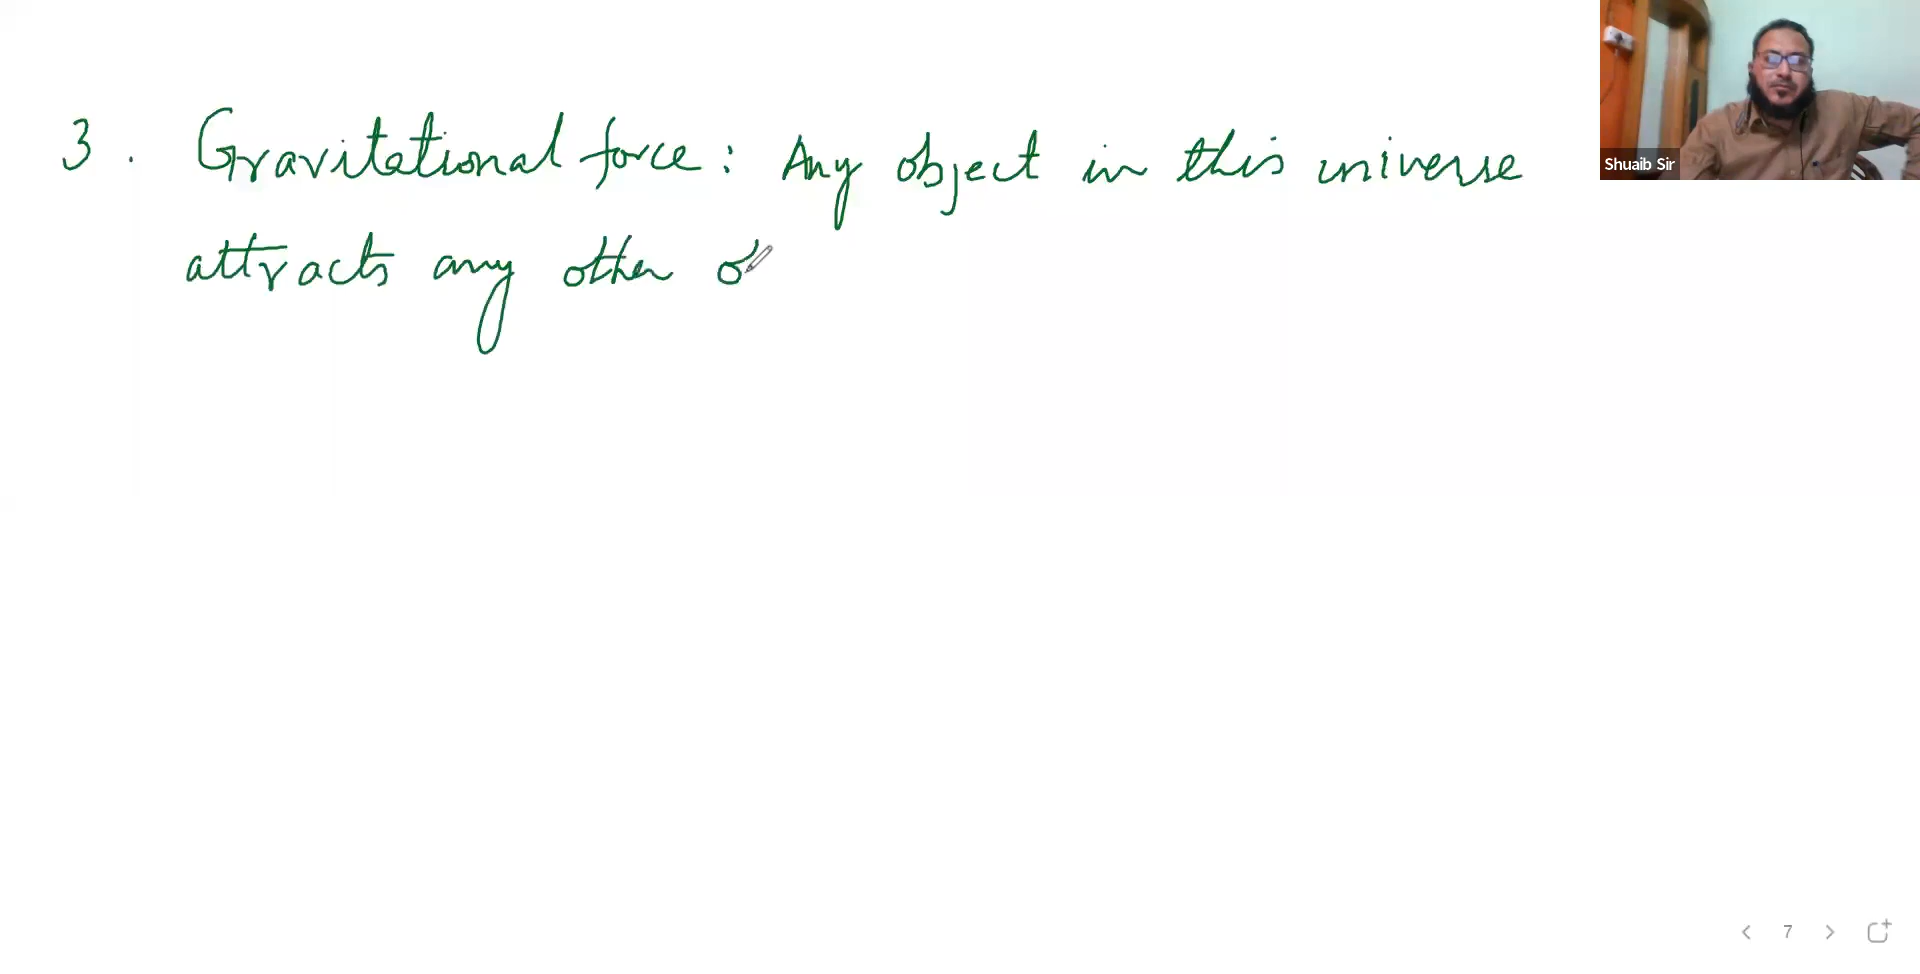 3. Gravitational force: Any object in this universe
attracts any other
Shuaib Sir
7